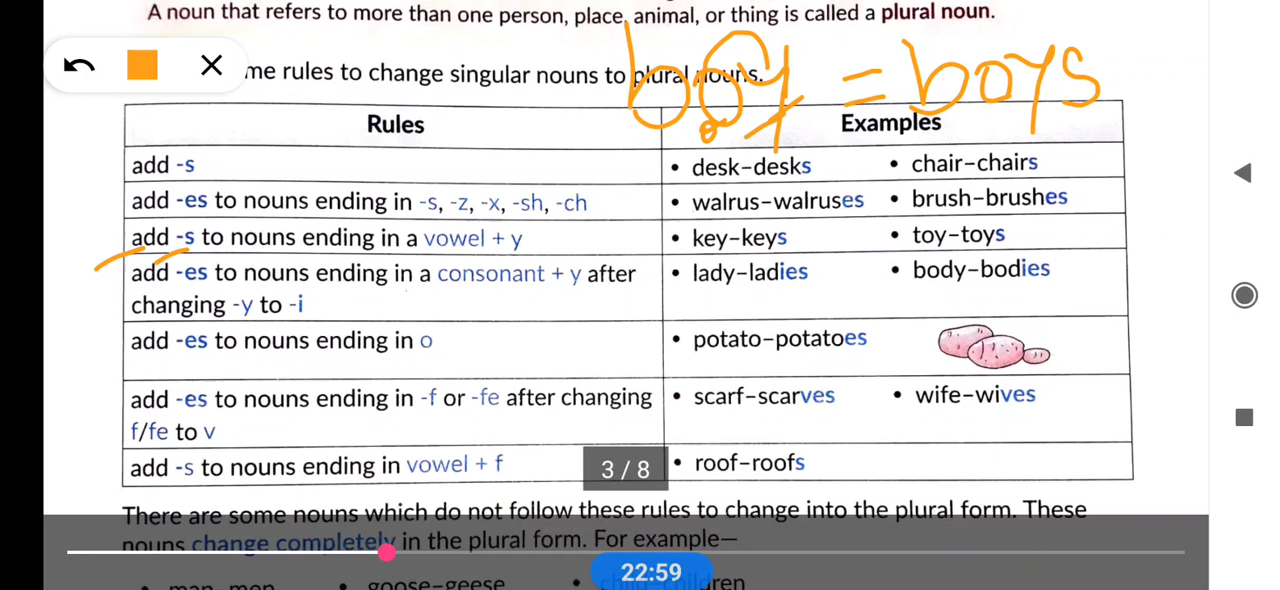 A noun that refers to more than one person, place, animal, or thing is called a plural noun.
me rules to change singular nouns to plural nouns.
boy = boys
Rules Examples
add -s • desk–desks • chair–chairs
add -es to nouns ending in -s, -z, -x, -sh, -ch • walrus–walruses • brush–brushes
add -s to nouns ending in a vowel + y • key–keys • toy–toys
add -es to nouns ending in a consonant + y after • lady–ladies • body–bodies
changing -y to -i
add -es to nouns ending in o • potato–potatoes
add -es to nouns ending in -f or -fe after changing • scarf–scarves • wife–wives
f/fe to v
add -s to nouns ending in vowel + f • roof–roofs
3 / 8
There are some nouns which do not follow these rules to change into the plural form. These
nouns change completely in the plural form. For example—
• man–men • goose–geese • child–children
22:59